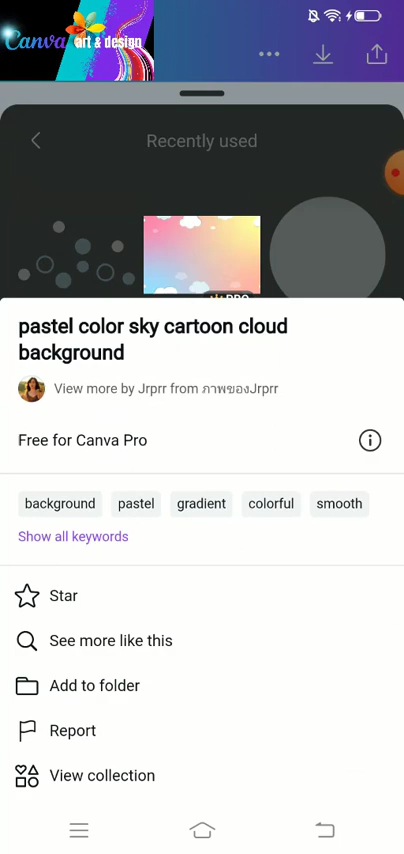 Canva art & design
Recently used
PRO
pastel color sky cartoon cloud
background
View more by Jrprr from ภาพของJrprr
Free for Canva Pro
background pastel gradient colorful smooth
Show all keywords
Star
See more like this
Add to folder
Report
View collection